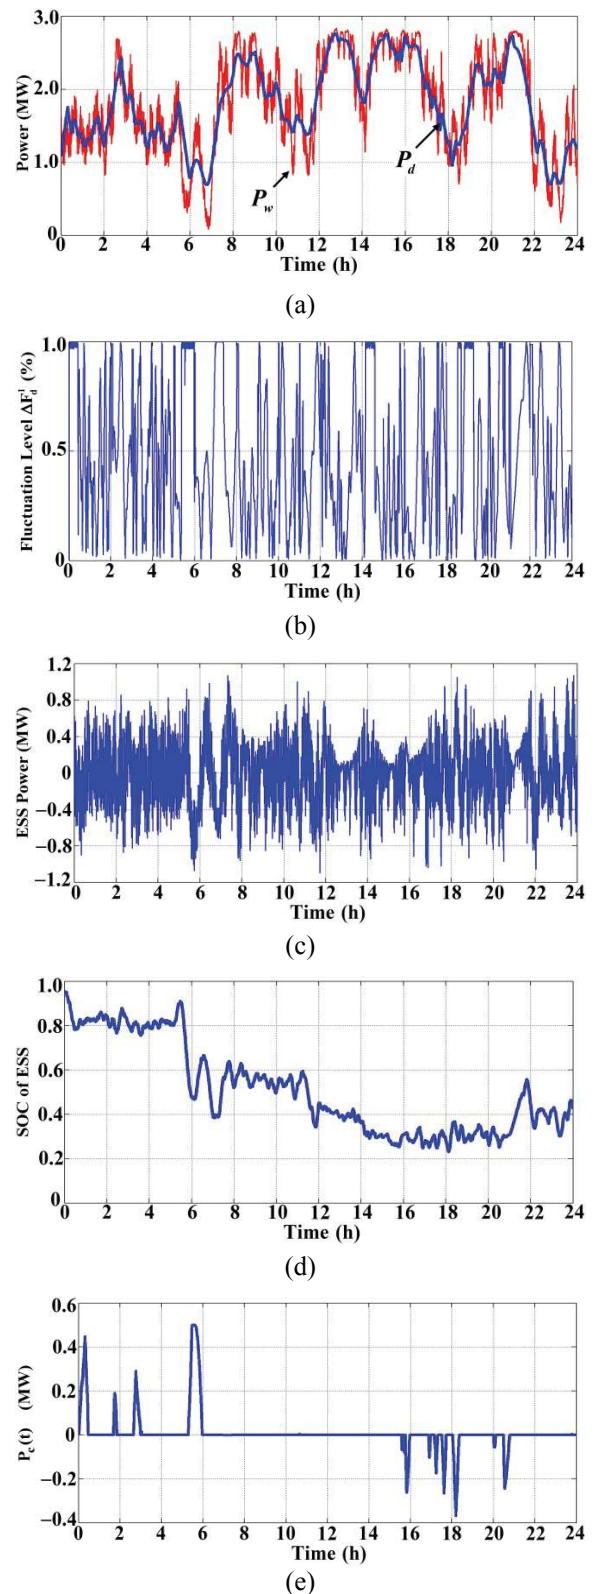 3.0
2.0
1.0
0
Power (MW)
P_w
P_d
0 2 4 6 8 10 12 14 16 18 20 22 24
Time (h)
(a)
1.0
0.5
0
Fluctuation Level ΔF_d^1 (%)
0 2 4 6 8 10 12 14 16 18 20 22 24
Time (h)
(b)
1.2
0.8
0.4
0
−0.4
−0.8
−1.2
ESS Power (MW)
0 2 4 6 8 10 12 14 16 18 20 22 24
Time (h)
(c)
1.0
0.8
0.6
0.4
0.2
0
SOC of ESS
0 2 4 6 8 10 12 14 16 18 20 22 24
Time (h)
(d)
0.6
0.4
0.2
0
−0.2
−0.4
P_c(t) (MW)
0 2 4 6 8 10 12 14 16 18 20 22 24
Time (h)
(e)